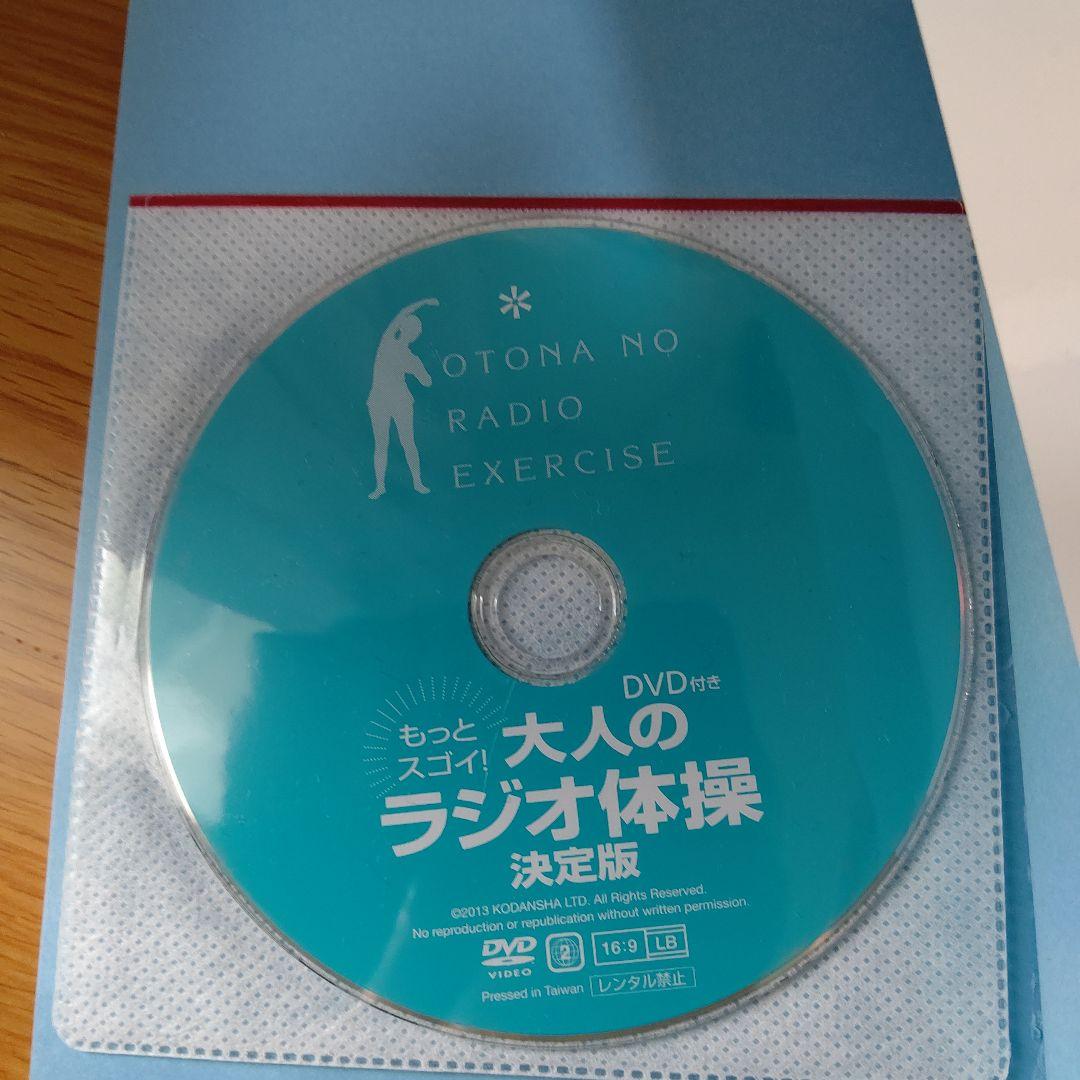 *
OTONA NO
RADIO
EXERCISE
DVD付き
もっと
スゴイ!
大人の
ラジオ体操
決定版
©2013 KODANSHA LTD. All Rights Reserved.
No reproduction or republication without written permission.
DVD
VIDEO
2
16:9 LB
Pressed in Taiwan レンタル禁止